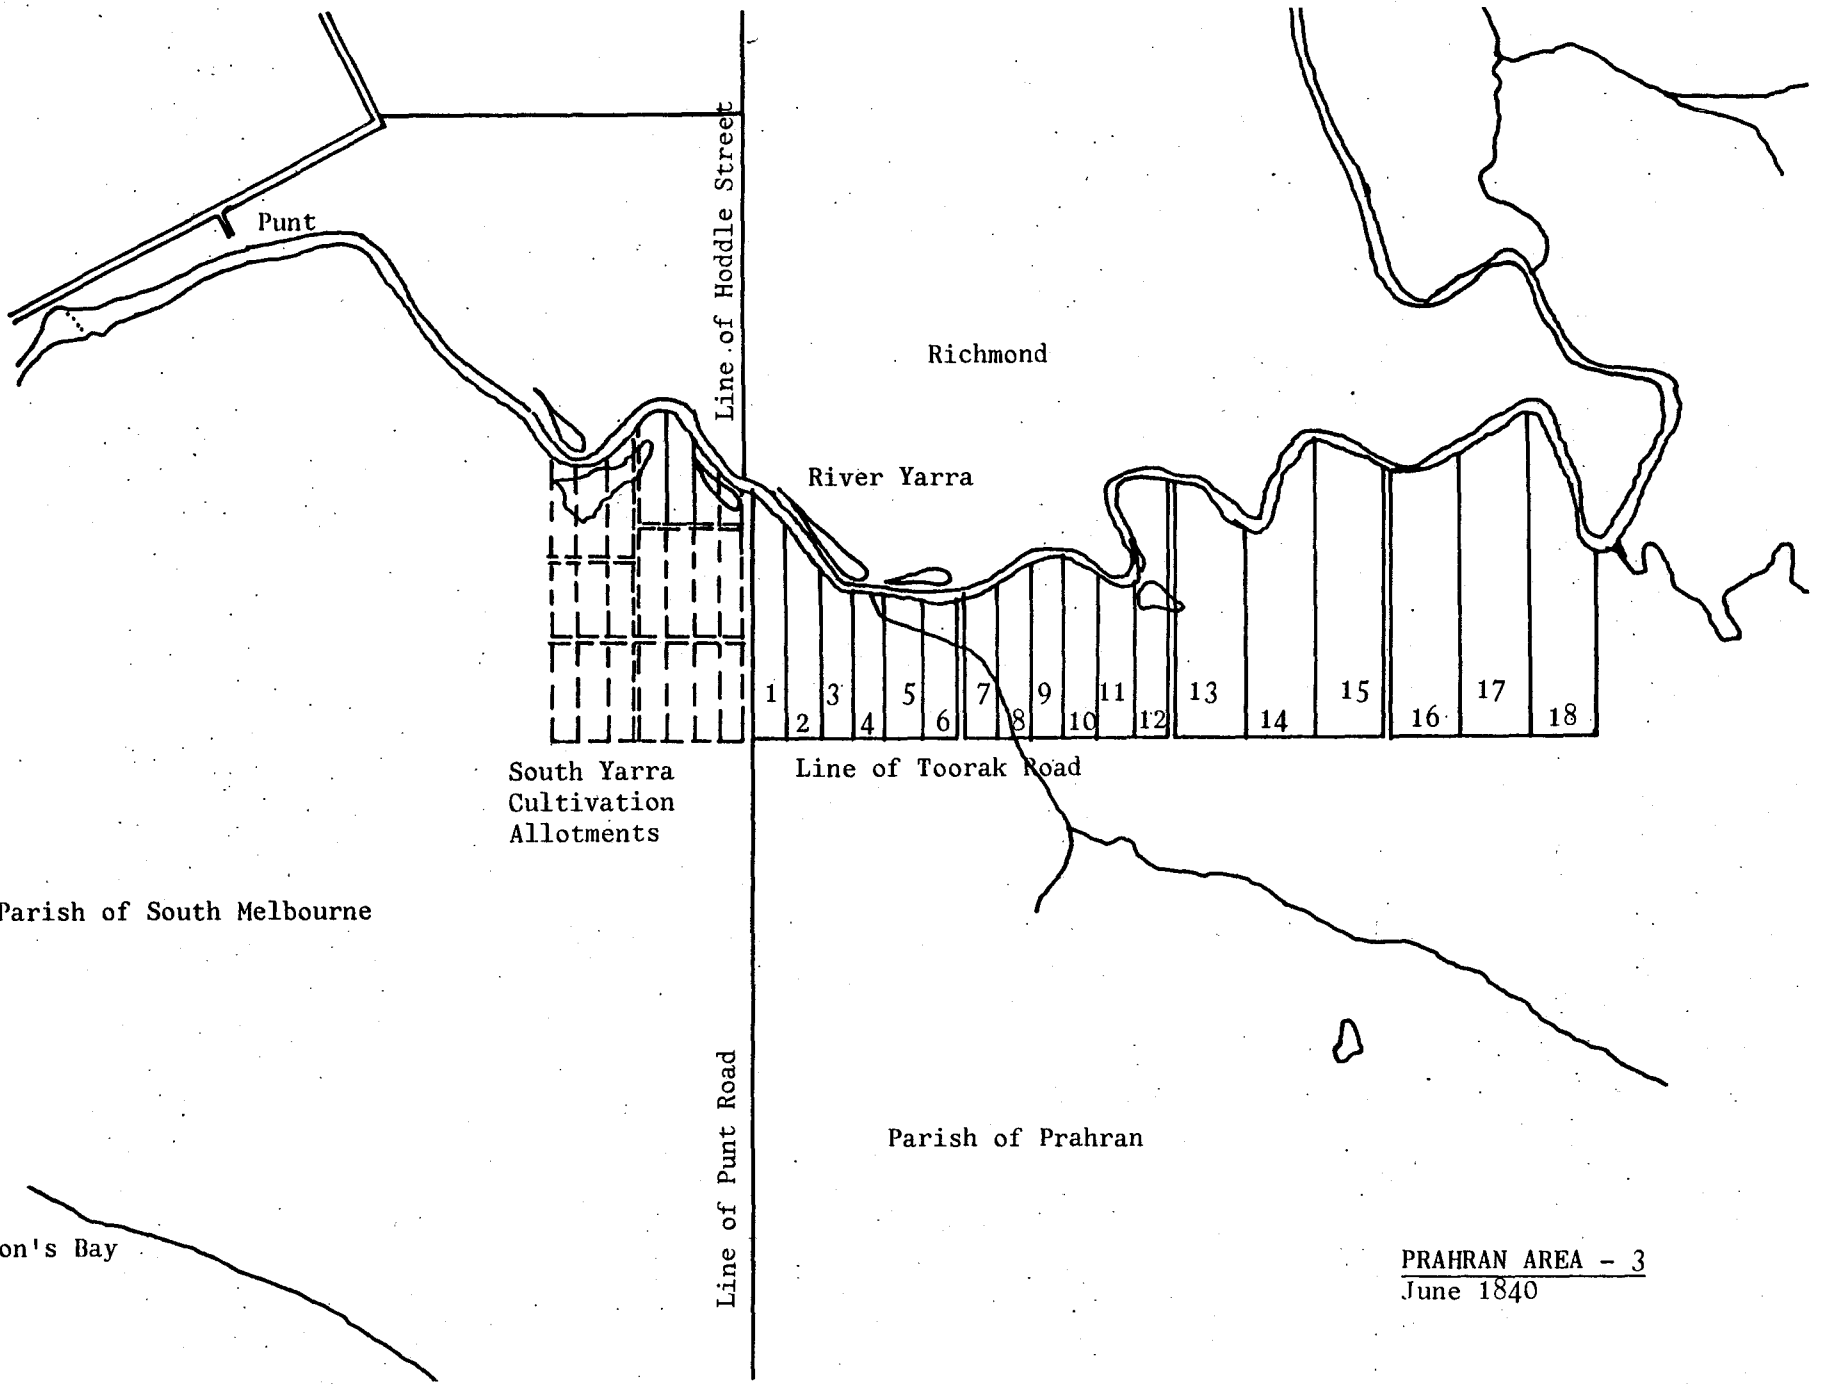 Punt
Line of Hoddle Street
Richmond
River Yarra
1
2
3
4
5
6
7
8
9
10
11
12
13
14
15
16
17
18
South Yarra
Cultivation
Allotments
Line of Toorak Road
Parish of South Melbourne
Line of Punt Road
Parish of Prahran
on's Bay
PRAHRAN AREA - 3
June 1840